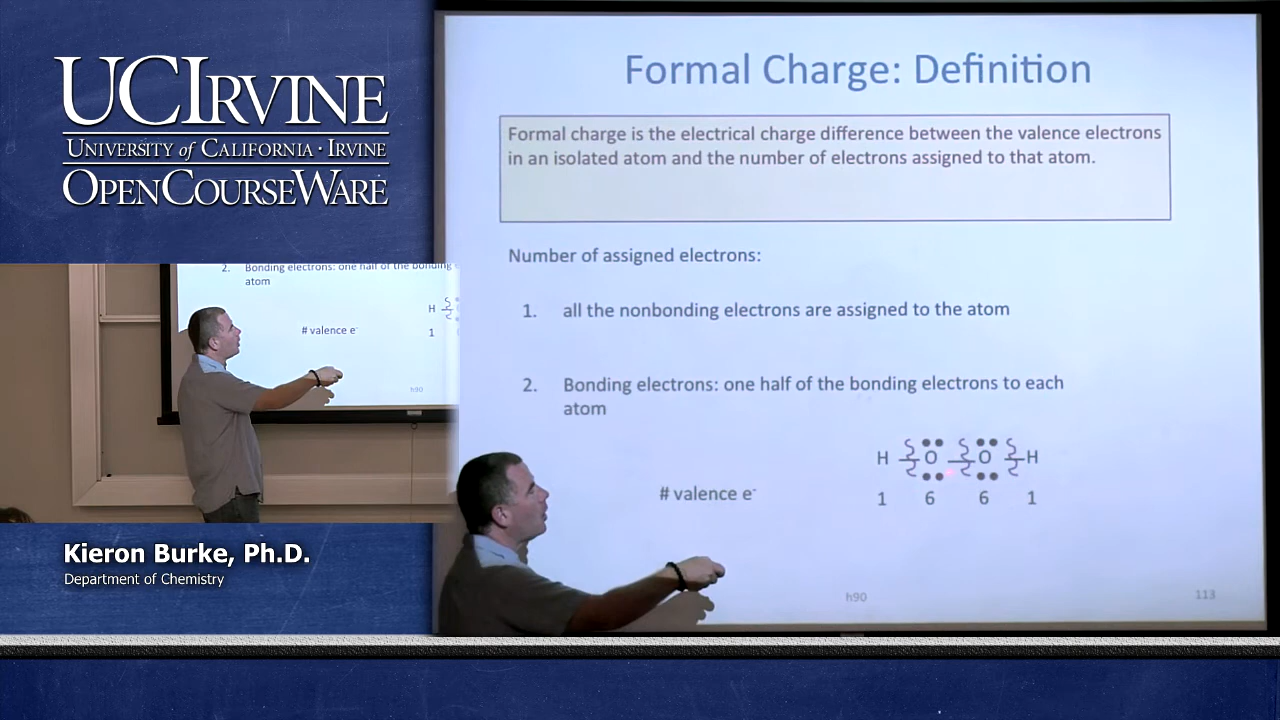 UCIRVINE
UNIVERSITY of CALIFORNIA · IRVINE
OPENCOURSEWARE
2. Bonding electrons: one half of the bonding
atom
H
# valence e-
1
h90
Kieron Burke, Ph.D.
Department of Chemistry
Formal Charge: Definition
Formal charge is the electrical charge difference between the valence electrons
in an isolated atom and the number of electrons assigned to that atom.
Number of assigned electrons:
1. all the nonbonding electrons are assigned to the atom
2. Bonding electrons: one half of the bonding electrons to each
atom
H O O H
# valence e-
1 6 6 1
h90
113